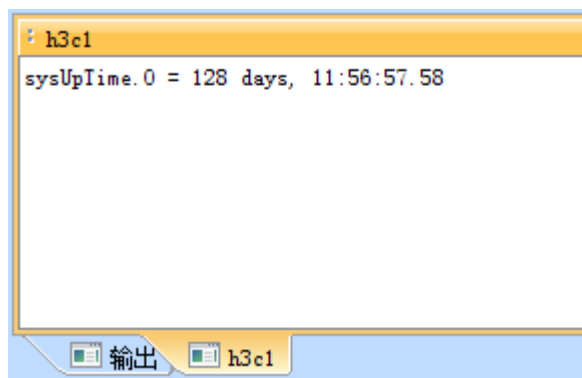 h3c1
sysUpTime.0 = 128 days, 11:56:57.58
输出
h3c1